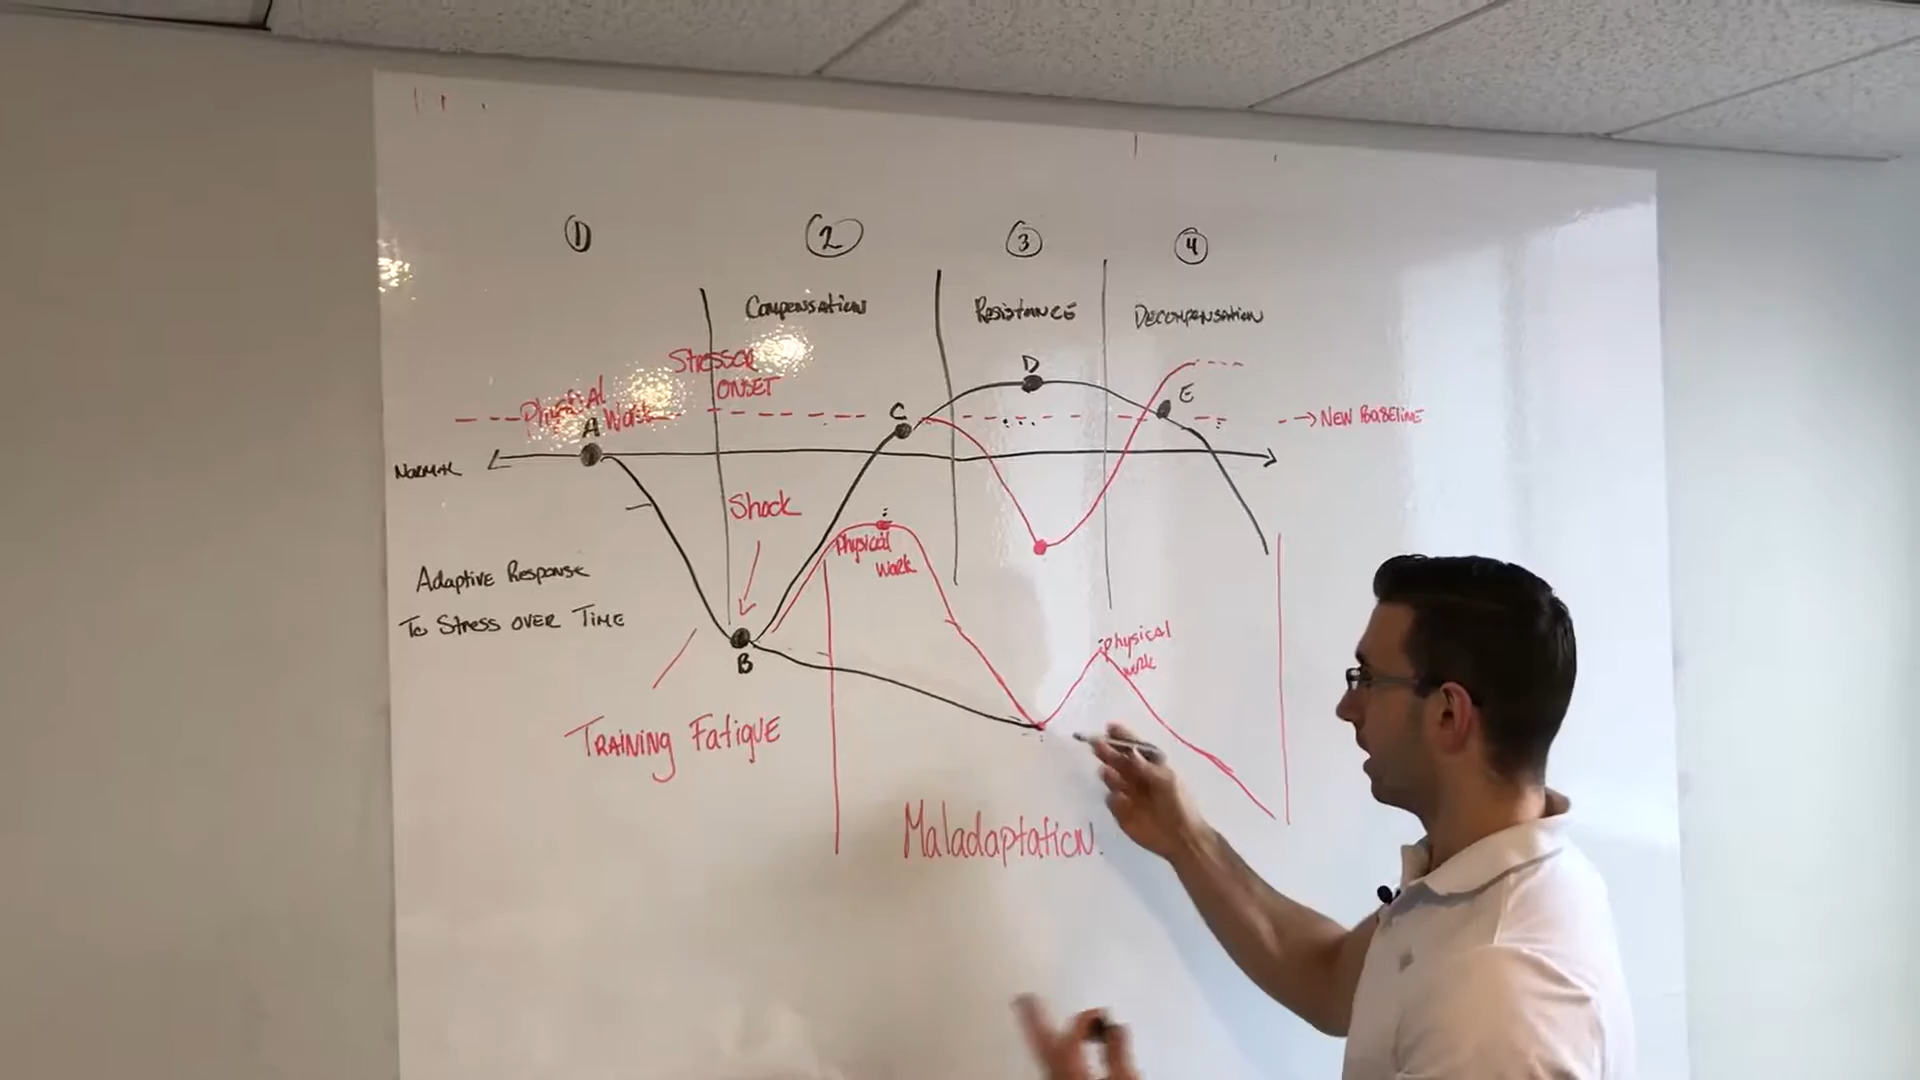 ① ② ③ ④
Compensation
Resistance
Decompensation
Stressor
ONSET
Physical
Work
A
C
D
E
→ New Baseline
Normal
Shock
Physical
Work
Adaptive Response
To Stress over Time
B
Physical
work
Training Fatigue
Maladaptation.